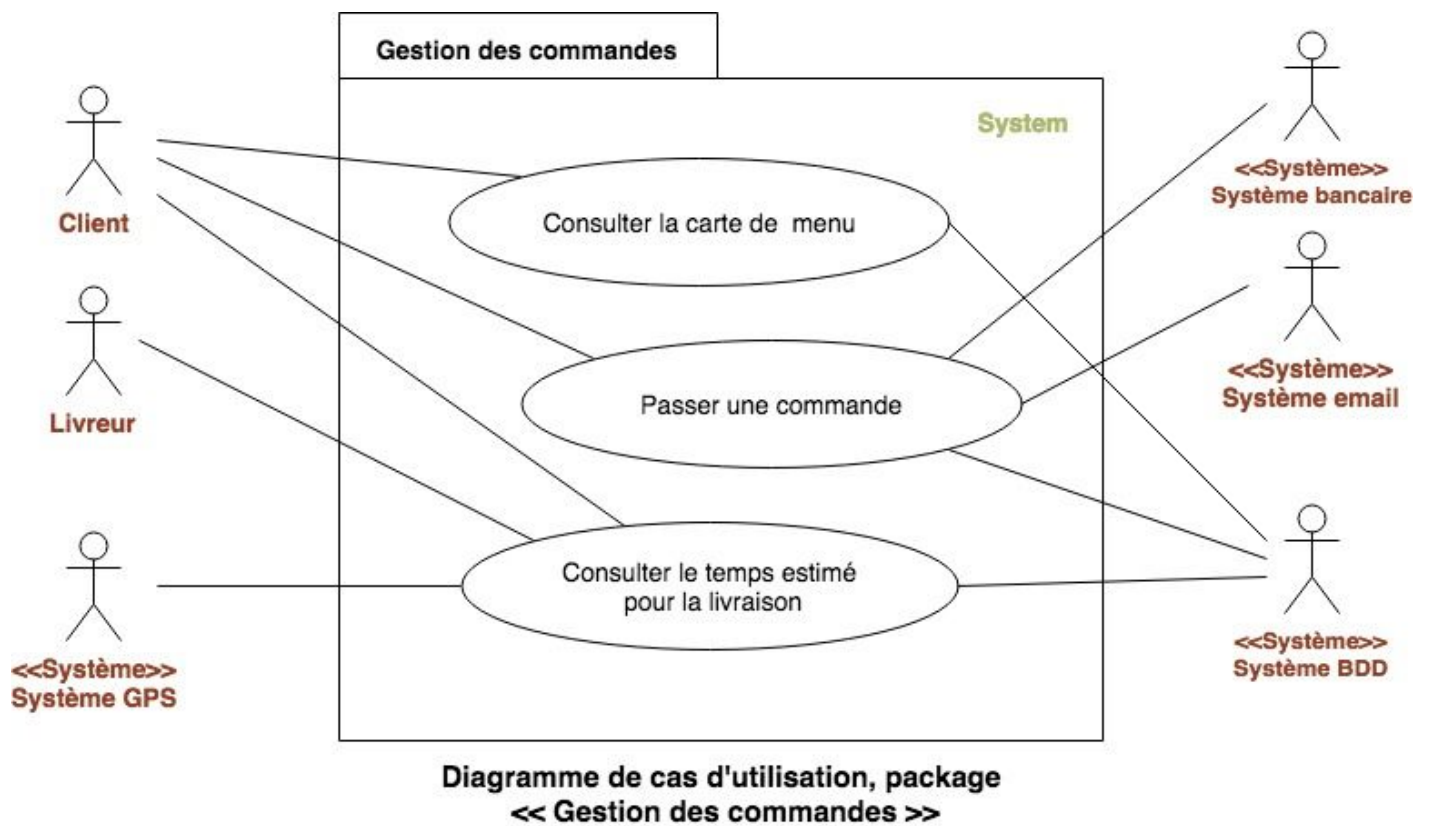 Gestion des commandes
System
Client
Livreur
<<Système>>
Système GPS
Consulter la carte de menu
Passer une commande
Consulter le temps estimé
pour la livraison
<<Système>>
Système bancaire
<<Système>>
Système email
<<Système>>
Système BDD
Diagramme de cas d'utilisation, package
<< Gestion des commandes >>